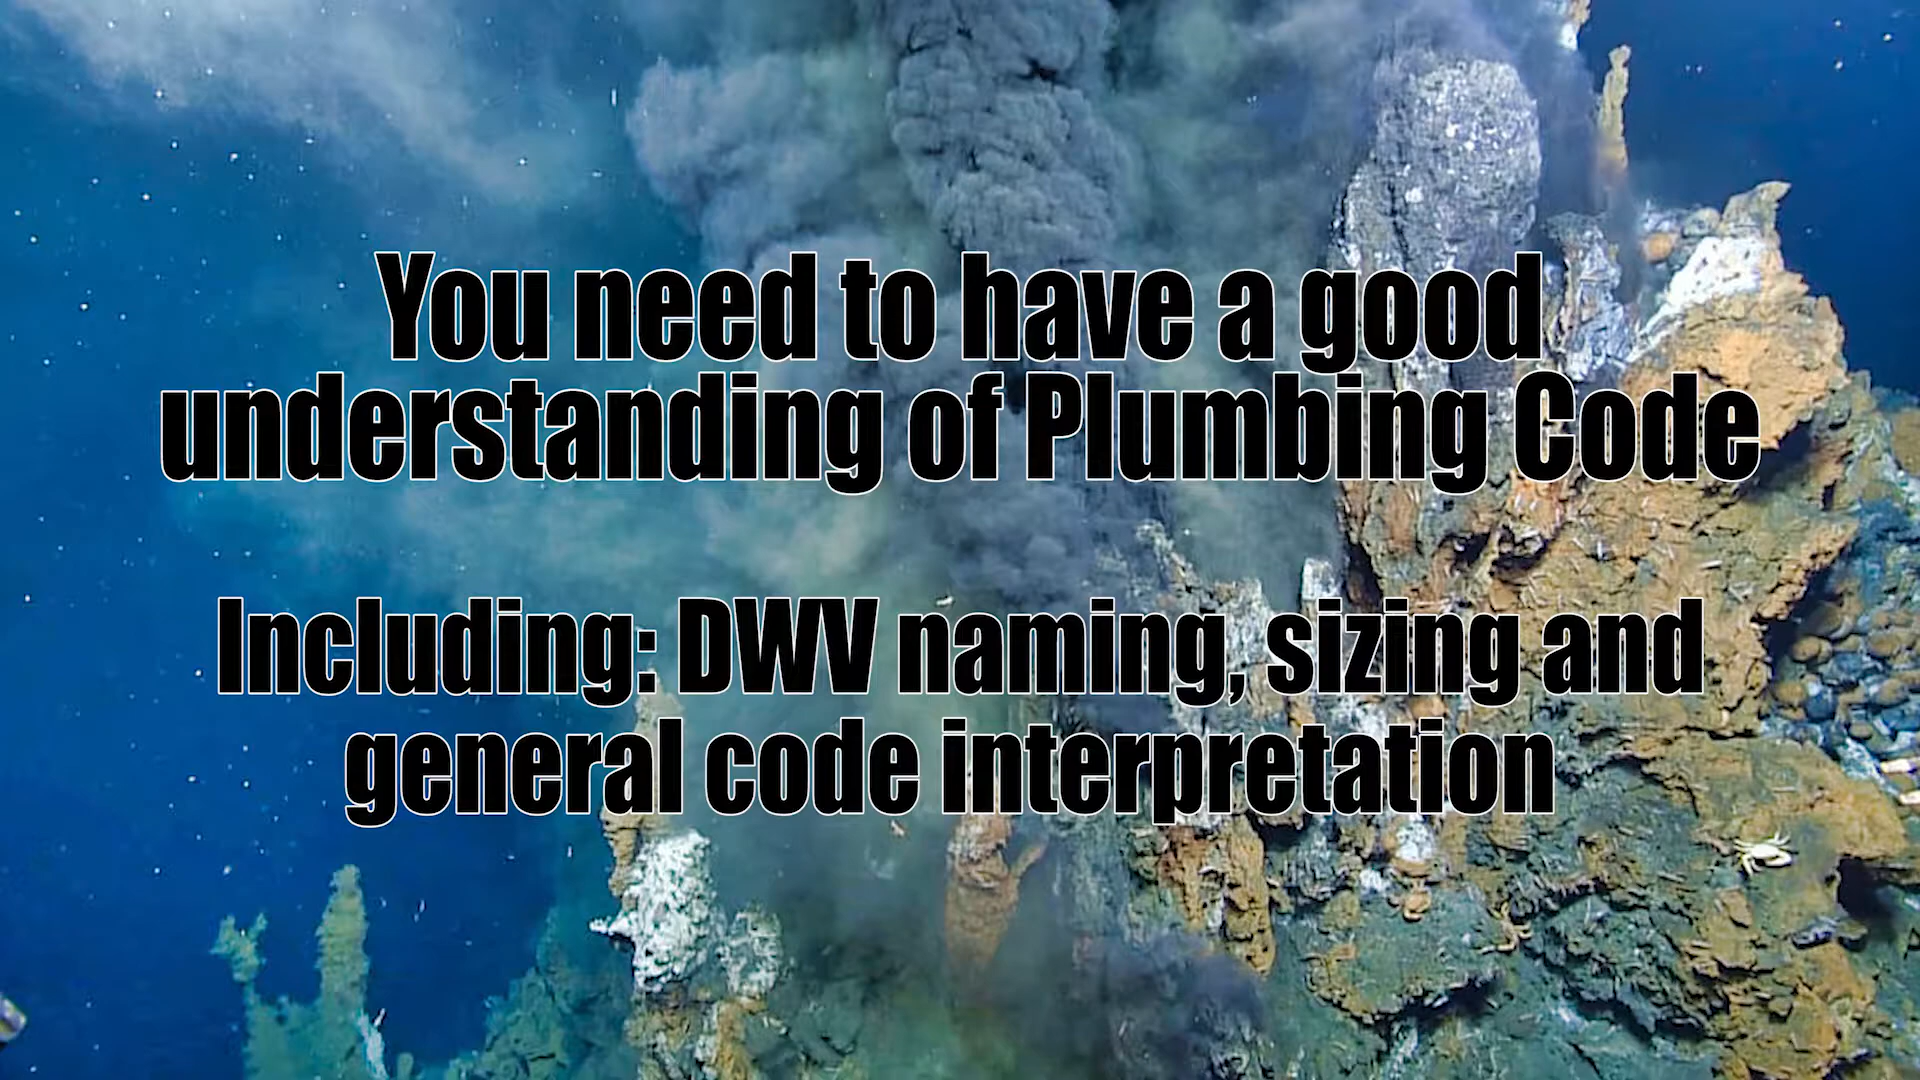 You need to have a good
understanding of Plumbing Code
Including: DWV naming, sizing and
general code interpretation